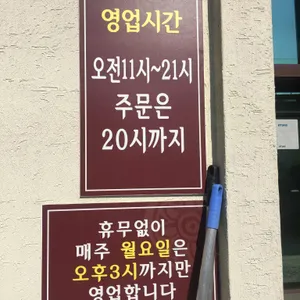 영업시간
오전11시~21시
주문은
20시까지
휴무없이
매주 월요일은
오후3시까지만
영업합니다